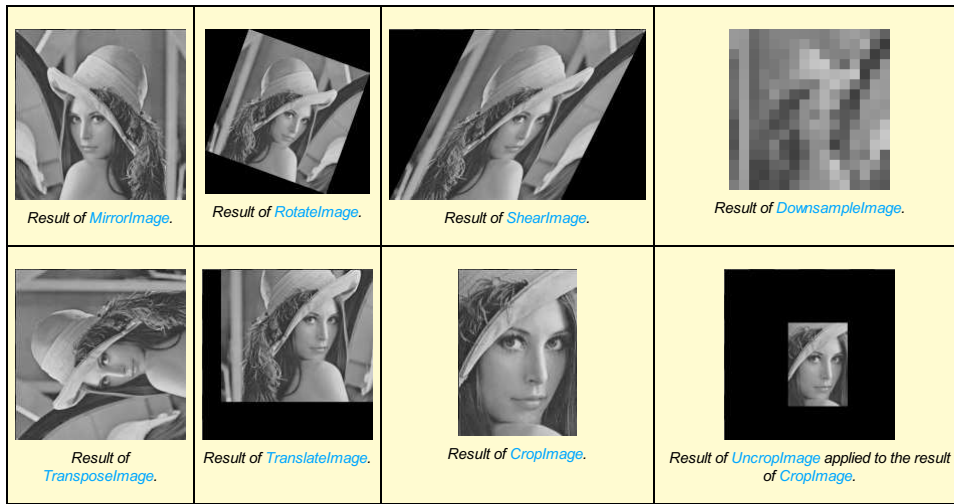 Result of MirrorImage.
Result of RotateImage.
Result of ShearImage.
Result of DownsampleImage.
Result of
TransposeImage.
Result of TranslateImage.
Result of CropImage.
Result of UncropImage applied to the result
of CropImage.